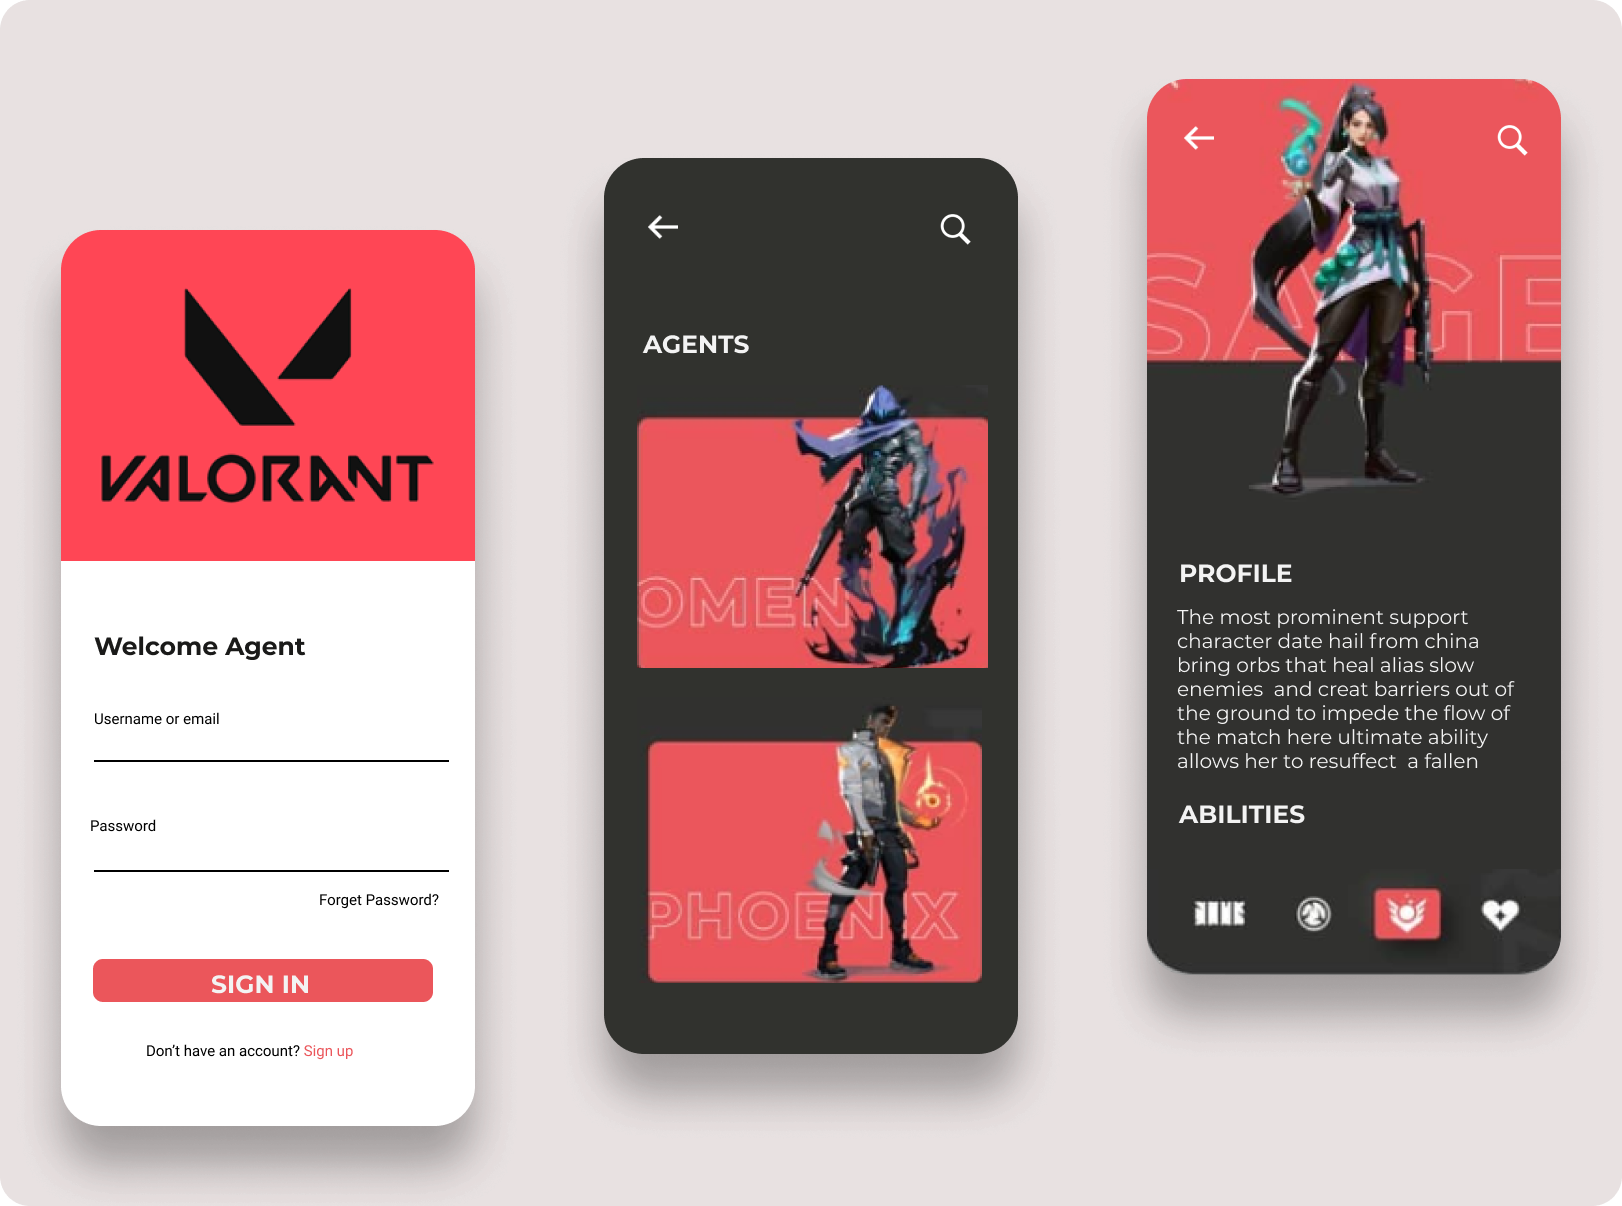 VALORANT
Welcome Agent
Username or email
Password
Forget Password?
SIGN IN
Don't have an account? Sign up
AGENTS
OMEN
PHOENIX
SAGE
PROFILE
The most prominent support
character date hail from china
bring orbs that heal alias slow
enemies  and creat barriers out of
the ground to impede the flow of
the match here ultimate ability
allows her to resuffect  a fallen
ABILITIES